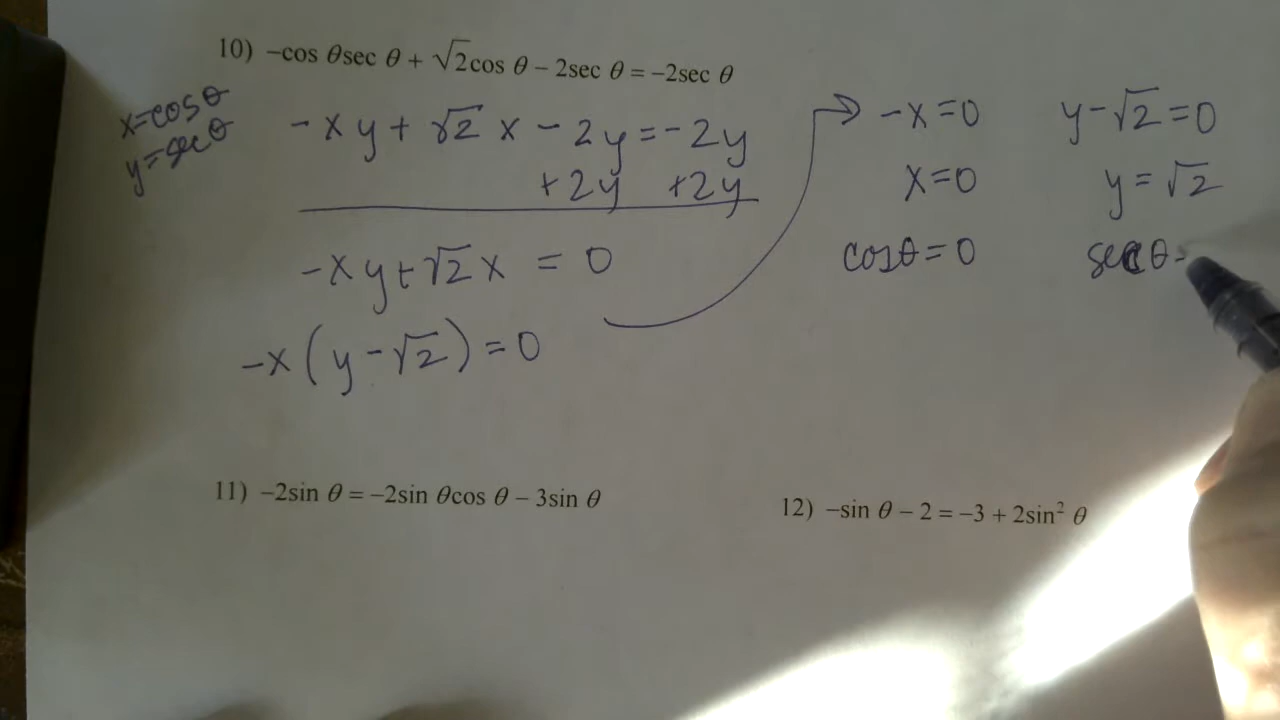 10) -cos θsec θ + √2cos θ - 2sec θ = -2sec θ
x=cosθ
y=secθ
-xy + √2 x - 2y = -2y
+2y +2y
-xy + √2 x = 0
-x(y-√2) = 0
-x=0
x=0
cosθ=0
y-√2=0
y=√2
secθ=
11) -2sin θ = -2sin θcos θ - 3sin θ
12) -sin θ - 2 = -3 + 2sin² θ